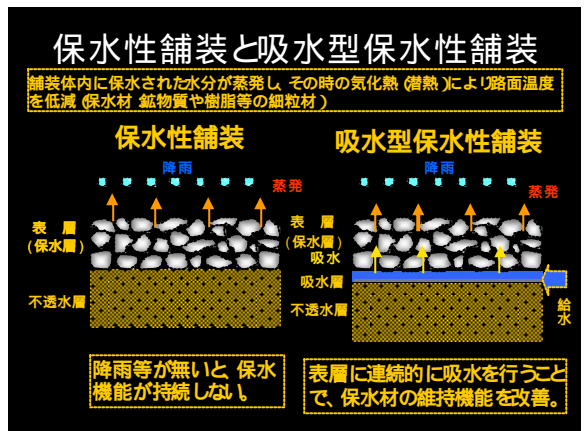 保水性舗装と吸水型保水性舗装
舗装体内に保水された水分が蒸発し、その時の気化熱(潜熱)により路面温度
を低減(保水材:鉱物質や樹脂等の細粒材)
保水性舗装
降雨
蒸発
表 層
(保水層)
不透水層
降雨等が無いと、保水
機能が持続しない。
吸水型保水性舗装
降雨
蒸発
表 層
(保水層)
吸水
吸水層
不透水層
給水
表層に連続的に吸水を行うこと
で、保水材の維持機能を改善。